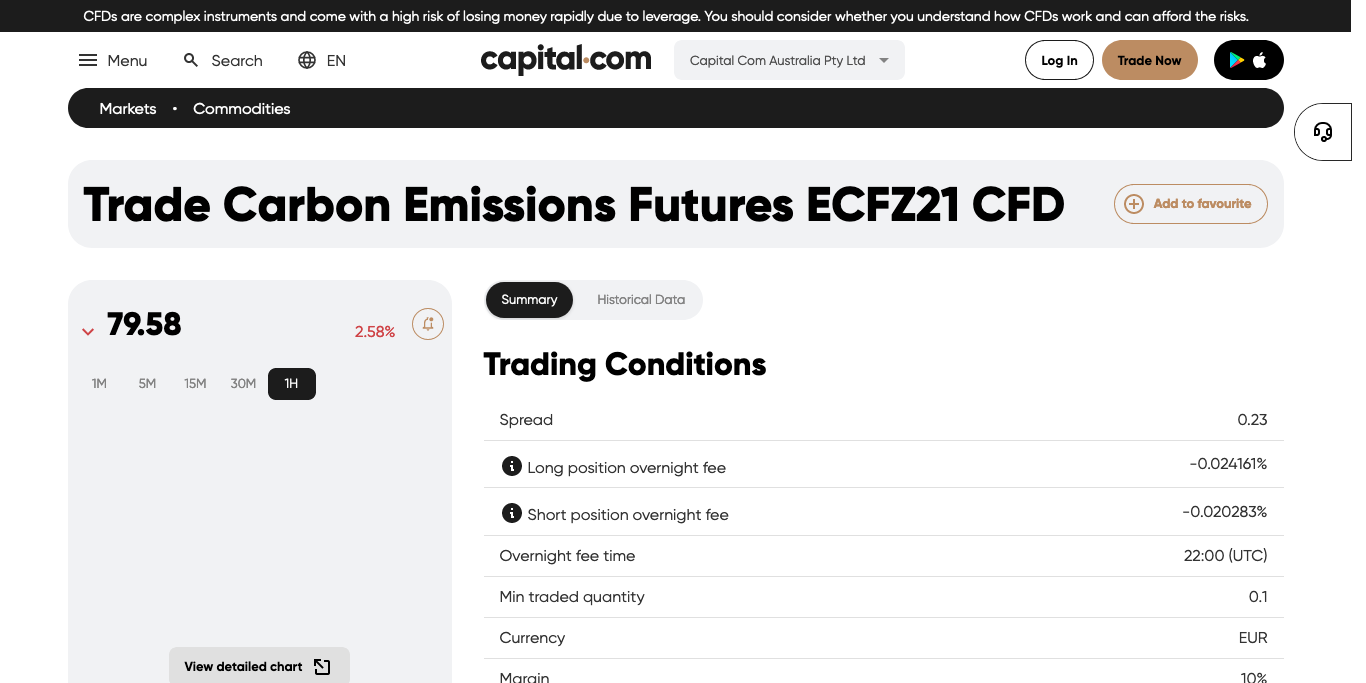 CFDs are complex instruments and come with a high risk of losing money rapidly due to leverage. You should consider whether you understand how CFDs work and can afford the risks.
Menu Search EN capital.com Capital Com Australia Pty Ltd Log In Trade Now
Markets • Commodities
Trade Carbon Emissions Futures ECFZ21 CFD Add to favourite
79.58 2.58%
1M 5M 15M 30M 1H
View detailed chart
Summary Historical Data
Trading Conditions
Spread 0.23
Long position overnight fee -0.024161%
Short position overnight fee -0.020283%
Overnight fee time 22:00 (UTC)
Min traded quantity 0.1
Currency EUR
Margin 10%